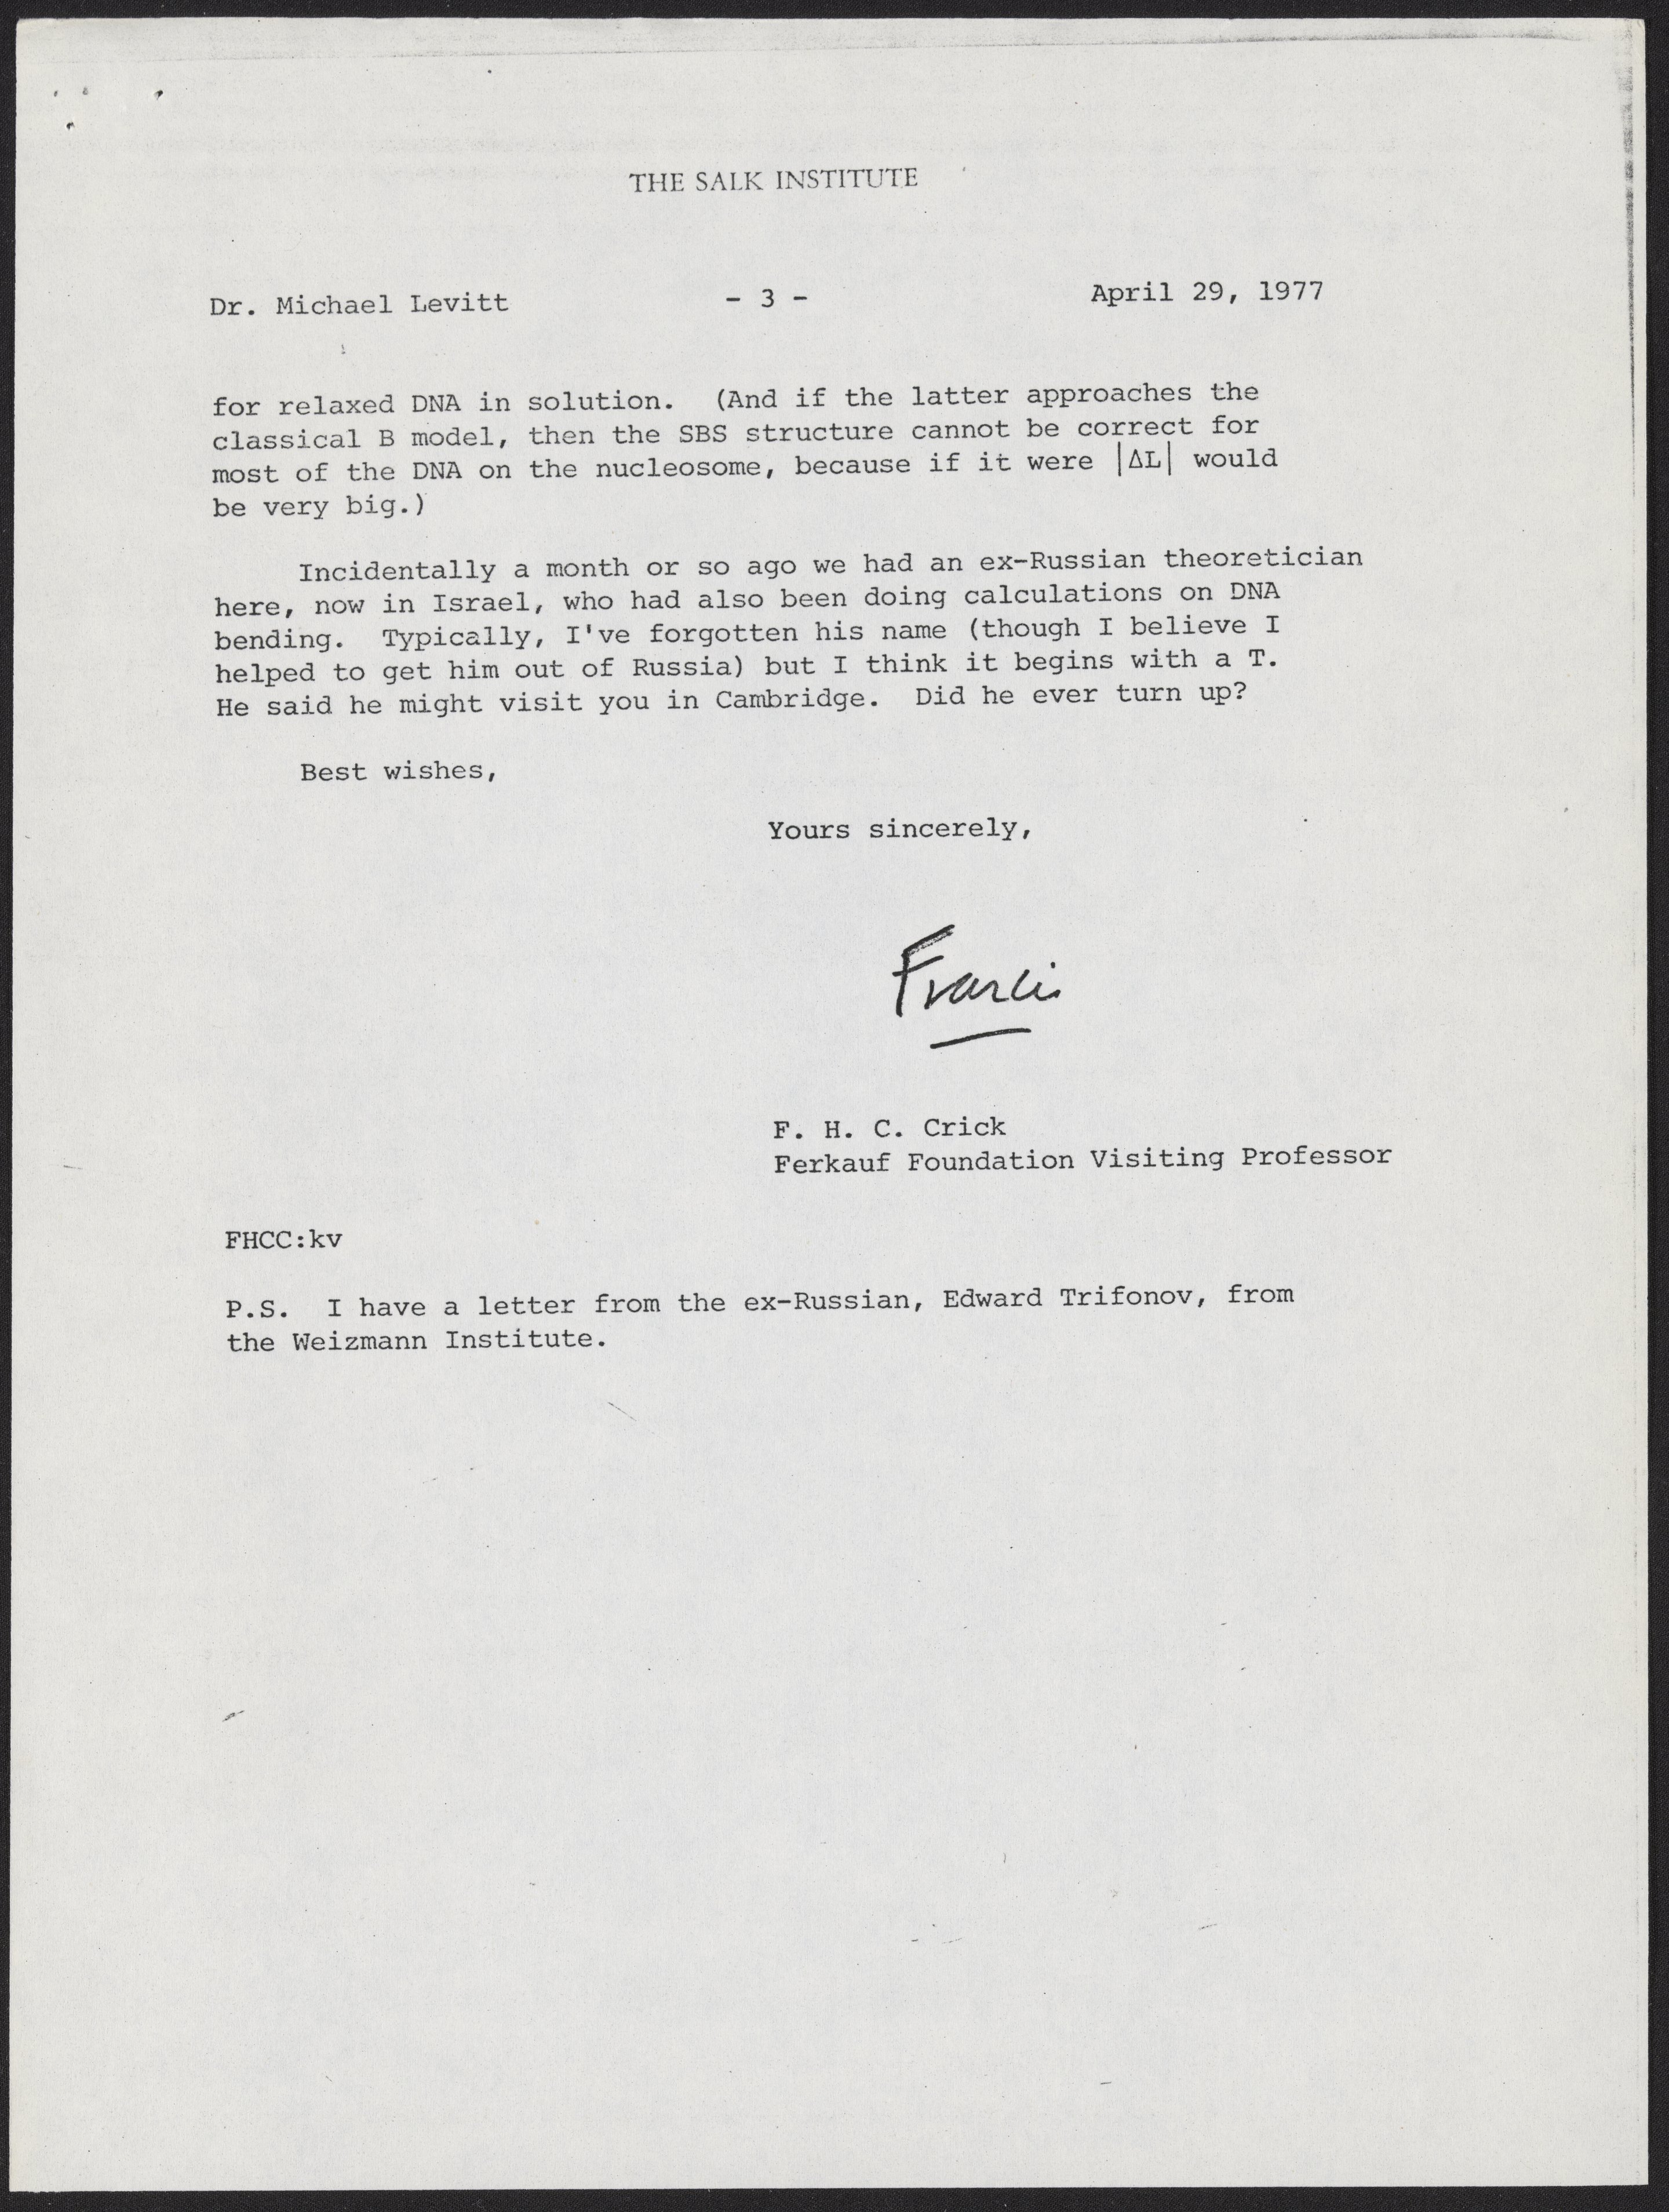 THE SALK INSTITUTE
Dr. Michael Levitt - 3 - April 29, 1977
for relaxed DNA in solution. (And if the latter approaches the
classical B model, then the SBS structure cannot be correct for
most of the DNA on the nucleosome, because if it were |ΔL| would
be very big.)
Incidentally a month or so ago we had an ex-Russian theoretician
here, now in Israel, who had also been doing calculations on DNA
bending. Typically, I've forgotten his name (though I believe I
helped to get him out of Russia) but I think it begins with a T.
He said he might visit you in Cambridge. Did he ever turn up?
Best wishes,
Yours sincerely,
Francis
F. H. C. Crick
Ferkauf Foundation Visiting Professor
FHCC:kv
P.S. I have a letter from the ex-Russian, Edward Trifonov, from
the Weizmann Institute.